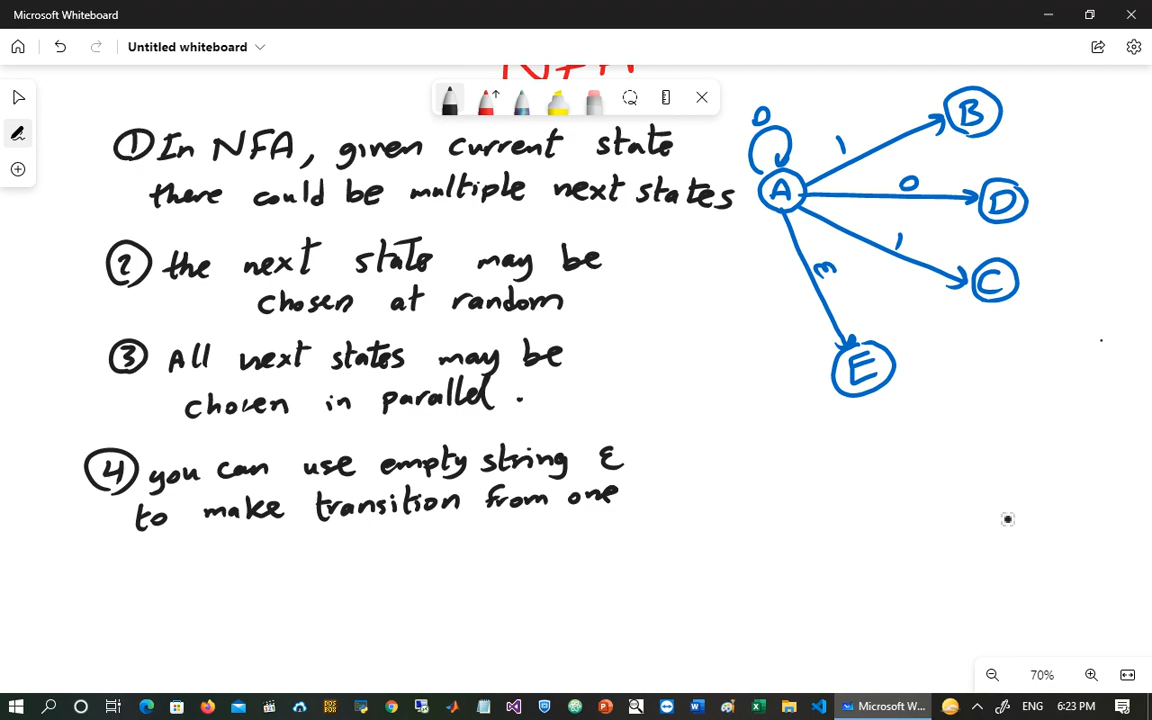 Microsoft Whiteboard
Untitled whiteboard
NFA
① In NFA, given current state
there could be multiple next states
② the next state may be
chosen at random
③ All next states may be
chosen in parallel.
④ you can use empty string ε
to make transition from one
0
1
B
A
0
D
1
C
ε
E
70%
Microsoft W...
ENG
6:23 PM